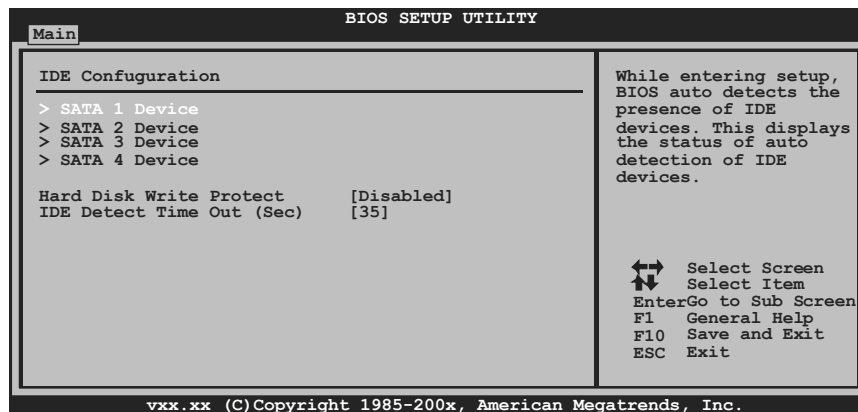 BIOS SETUP UTILITY
Main
IDE Confuguration
> SATA 1 Device
> SATA 2 Device
> SATA 3 Device
> SATA 4 Device
Hard Disk Write Protect [Disabled]
IDE Detect Time Out (Sec) [35]
While entering setup,
BIOS auto detects the
presence of IDE
devices. This displays
the status of auto
detection of IDE
devices.
Select Screen
Select Item
EnterGo to Sub Screen
F1 General Help
F10 Save and Exit
ESC Exit
vxx.xx (C)Copyright 1985-200x, American Megatrends, Inc.